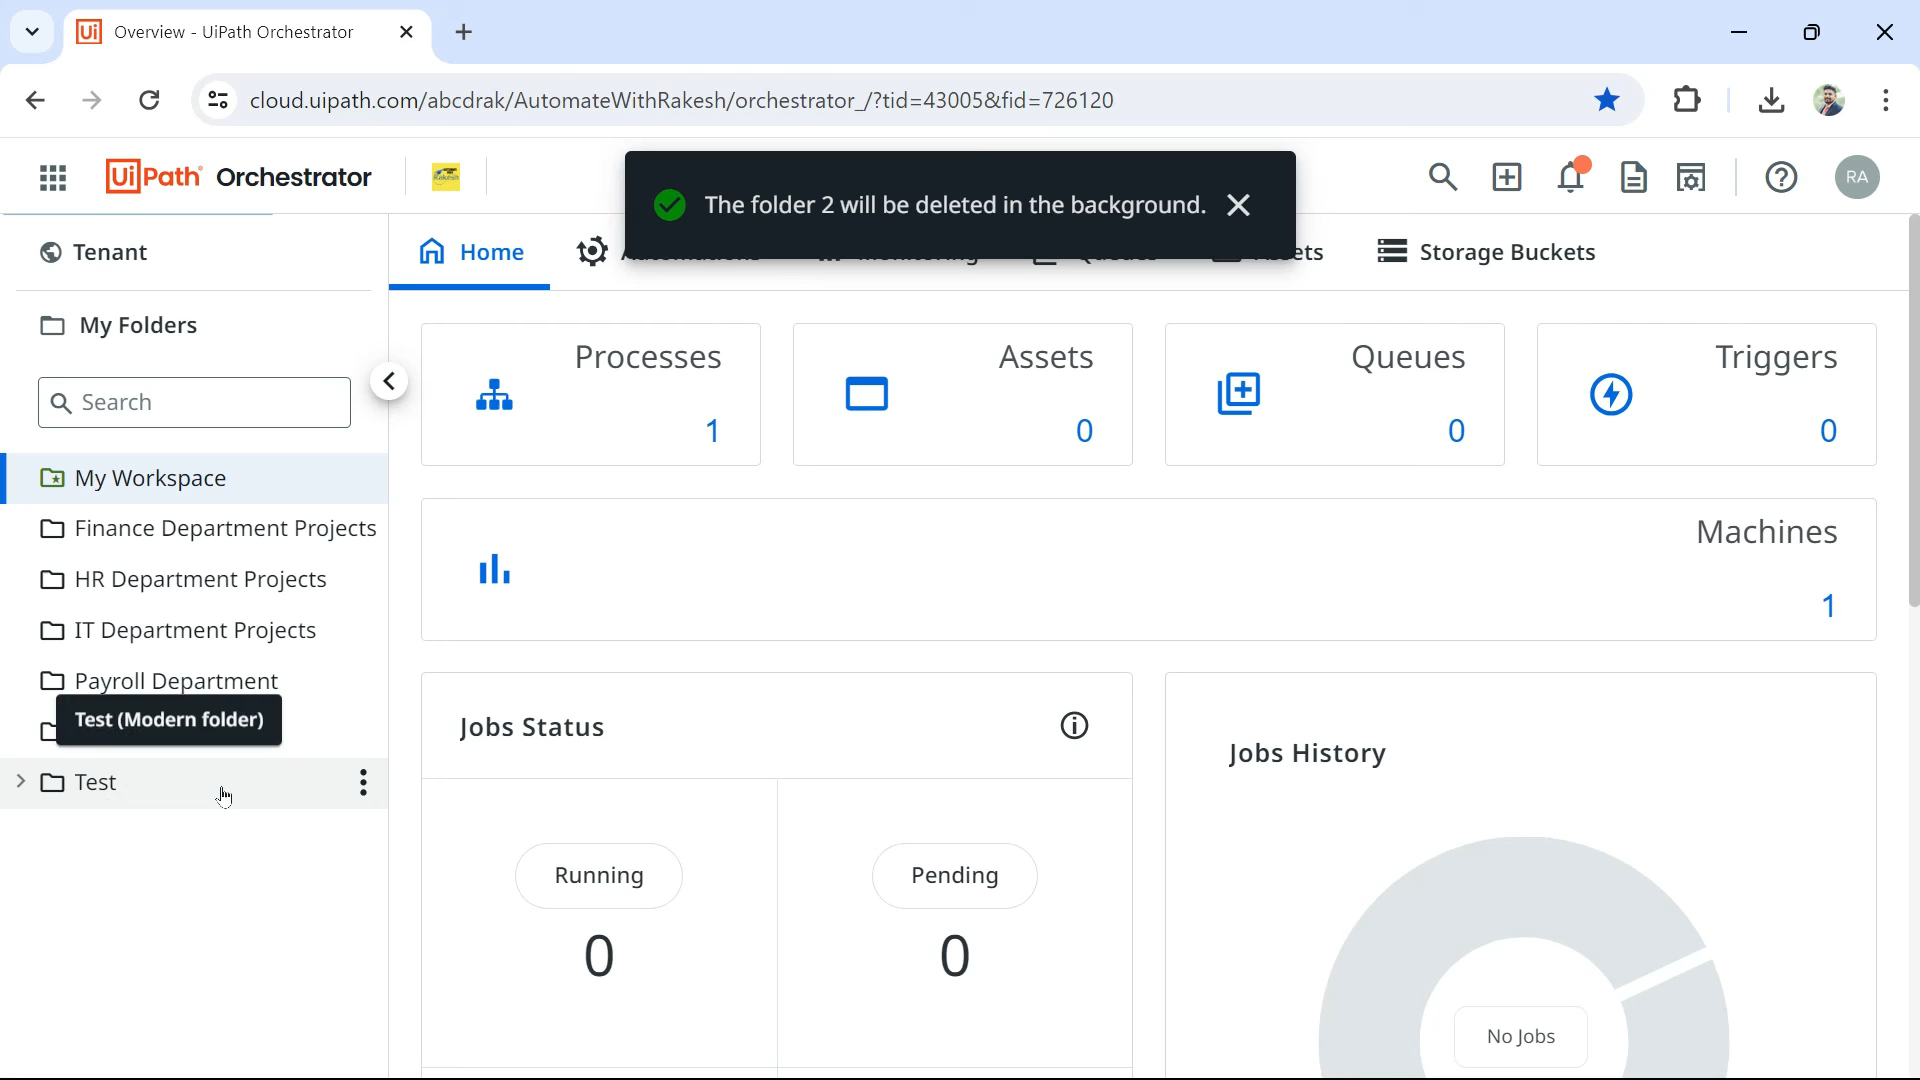 Overview - UiPath Orchestrator
cloud.uipath.com/abcdrak/AutomateWithRakesh/orchestrator_/?tid=43005&fid=726120
UiPath Orchestrator
Rakesh
The folder 2 will be deleted in the background.
RA
Tenant
Home
Storage Buckets
My Folders
Search
Processes
1
Assets
0
Queues
0
Triggers
0
My Workspace
Finance Department Projects
HR Department Projects
IT Department Projects
Payroll Department
Test (Modern folder)
Test
Machines
1
Jobs Status
Running
0
Pending
0
Jobs History
No Jobs